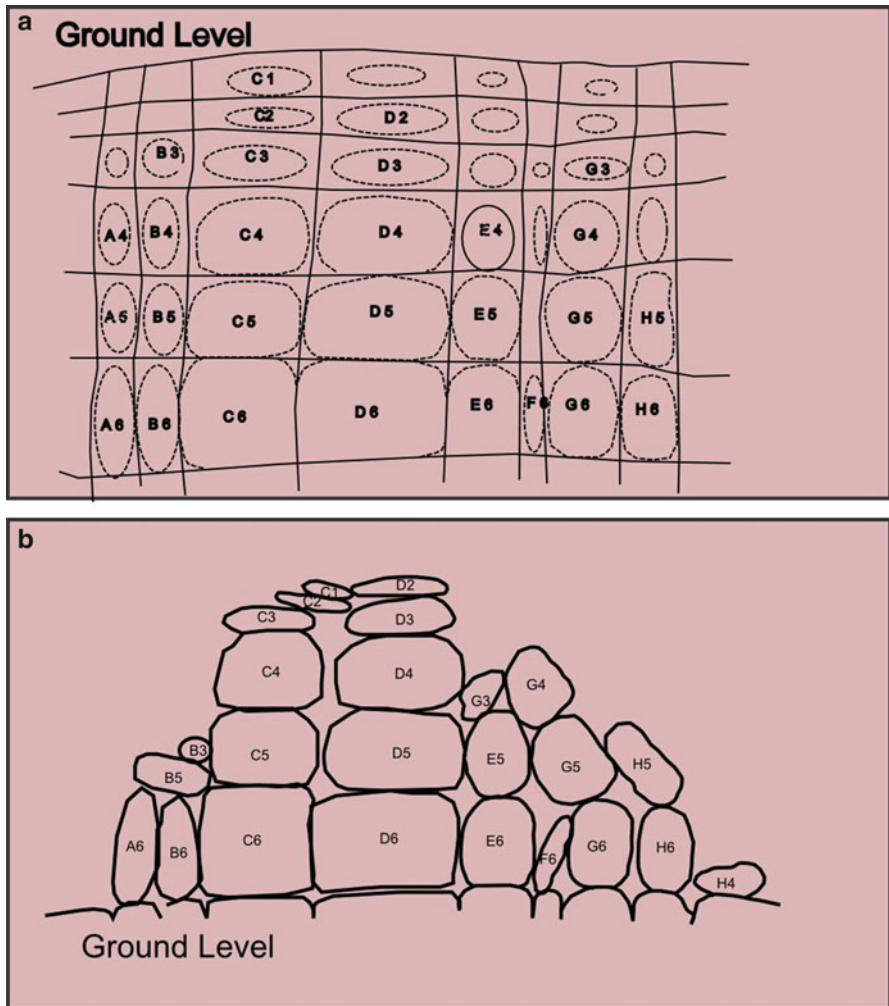 a
Ground Level
C1
C2 D2
B3 C3 D3 G3
A4 B4 C4 D4 E4 G4
A5 B5 C5 D5 E5 G5 H5
A6 B6 C6 D6 E6 F6 G6 H6
b
C1 D2
C2
C3 D3
C4 D4 G3 G4
B3 C5 D5 E5 G5 H5
B5
A6 B6 C6 D6 E6 F6 G6 H6
H4
Ground Level